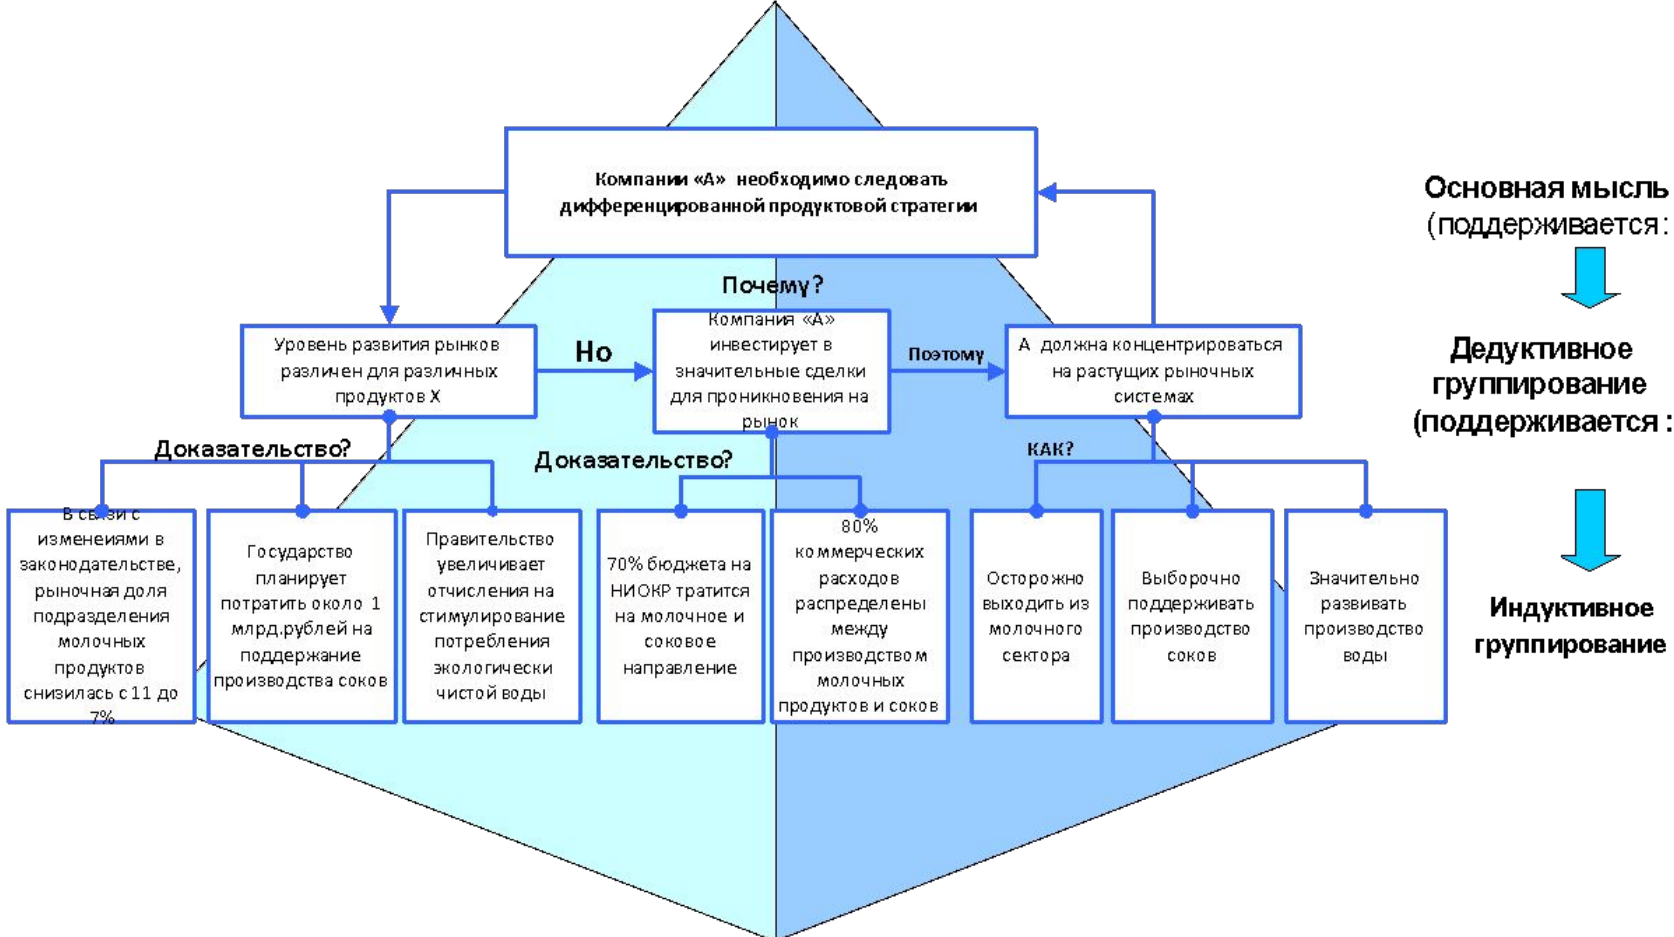 Компании «А» необходимо следовать
дифференцированной продуктовой стратегии
Основная мысль
(поддерживается :
Почему?
Уровень развития рынков
различен для различных
продуктов X
Но
Компания «А»
инвестирует в
значительные сделки
для проникновения на
рынок
Поэтому
А должна концентрироваться
на растущих рыночных
системах
Дедуктивное
группирование
(поддерживается :
Доказательство?
Доказательство?
КАК?
В связи с
изменеиями в
законодательстве,
рыночная доля
подразделения
молочных
продуктов
снизилась с 11 до
7%
Государство
планирует
потратить около 1
млрд.рублей на
поддержание
производства соков
Правительство
увеличивает
отчисления на
стимулирование
потребления
экологически
чистой воды
70% бюджета на
НИОКР тратится
на молочное и
соковое
направление
80%
коммерческих
расходов
распределены
между
производством
молочных
продуктов и соков
Осторожно
выходить из
молочного
сектора
Выборочно
поддерживать
производство
соков
Значительно
развивать
производство
воды
Индуктивное
группирование